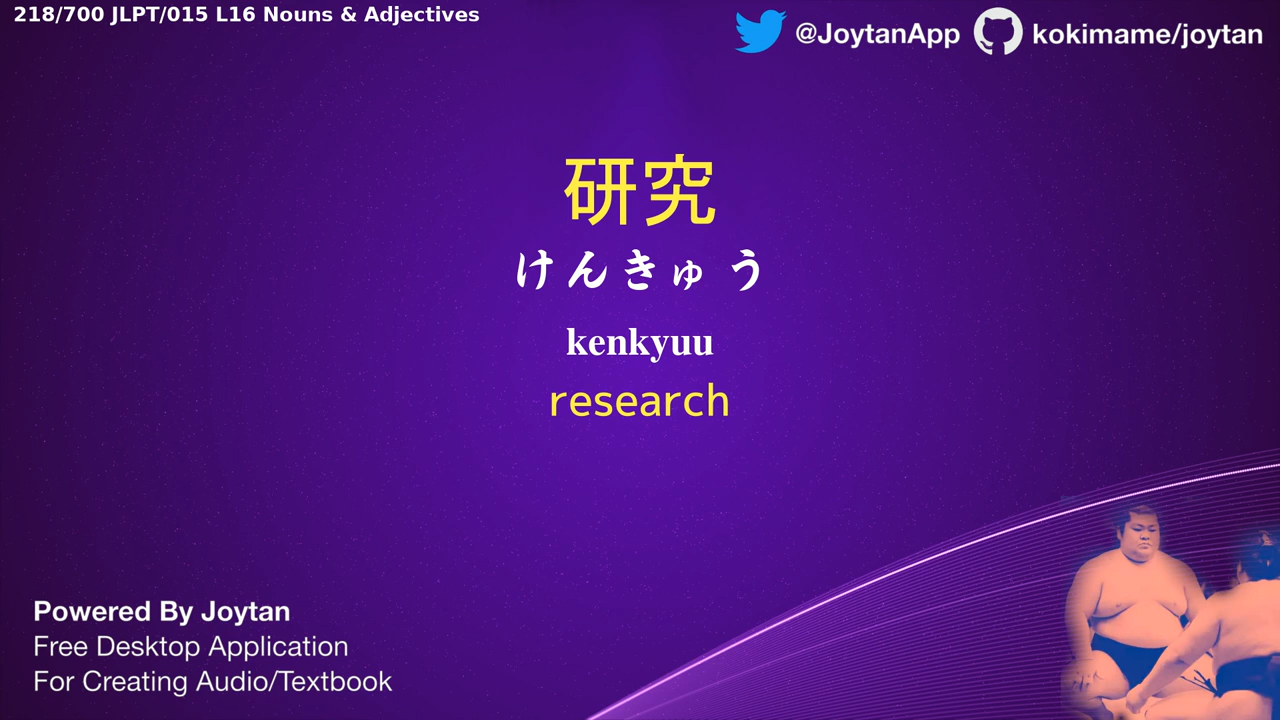 218/700 JLPT/015 L16 Nouns & Adjectives
@JoytanApp kokimame/joytan
研究
けんきゅう
kenkyuu
research
Powered By Joytan
Free Desktop Application
For Creating Audio/Textbook